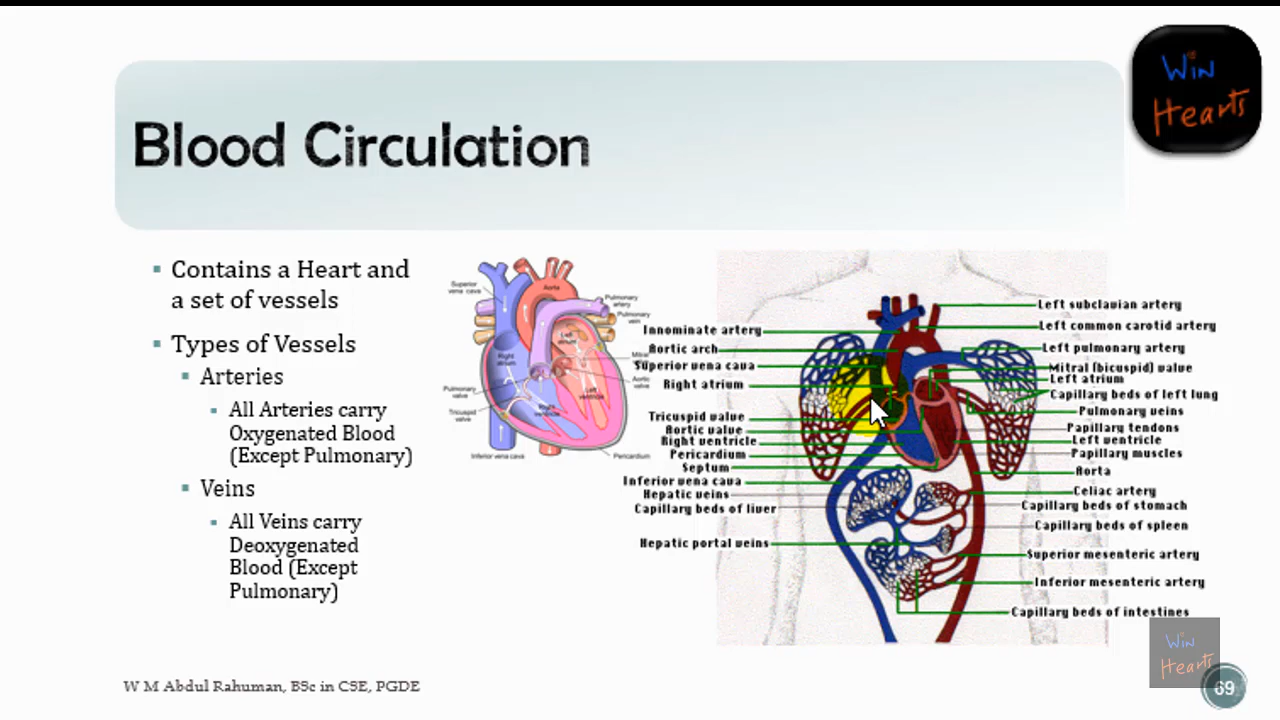 Win
Hearts
Blood Circulation
▪ Contains a Heart and
a set of vessels
▪ Types of Vessels
▪ Arteries
▪ All Arteries carry
Oxygenated Blood
(Except Pulmonary)
▪ Veins
▪ All Veins carry
Deoxygenated
Blood (Except
Pulmonary)
Superior
vena cava
Aorta
Pulmonary
artery
Pulmonary
vein
Left
atrium
Right
atrium
Mitral
Aortic
valve
Pulmonary
valve
Tricuspid
valve
Right
ventricle
Left
ventricle
Inferior vena cava
Pericardium
Innominate artery
Aortic arch
Superior vena cava
Right atrium
Tricuspid valve
Aortic valve
Right ventricle
Pericardium
Septum
Inferior vena cava
Hepatic veins
Capillary beds of liver
Hepatic portal veins
Left subclavian artery
Left common carotid artery
Left pulmonary artery
Mitral (bicuspid) valve
Left atrium
Capillary beds of left lung
Pulmonary veins
Papillary tendons
Left ventricle
Papillary muscles
Aorta
Celiac artery
Capillary beds of stomach
Capillary beds of spleen
Superior mesenteric artery
Inferior mesenteric artery
Capillary beds of intestines
Win
Hearts
W M Abdul Rahuman, BSc in CSE, PGDE
69